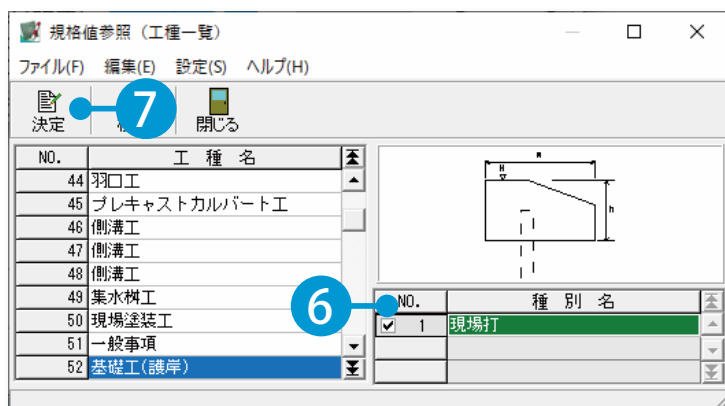 規格値参照（工種一覧）
ファイル(F) 編集(E) 設定(S) ヘルプ(H)
決定 閉じる
7
NO. 工種名
44 羽口工
45 プレキャストカルバート工
46 側溝工
47 側溝工
48 側溝工
49 集水桝工
50 現場塗装工
51 一般事項
52 基礎工(護岸)
H
h
6
NO. 種別名
1 現場打